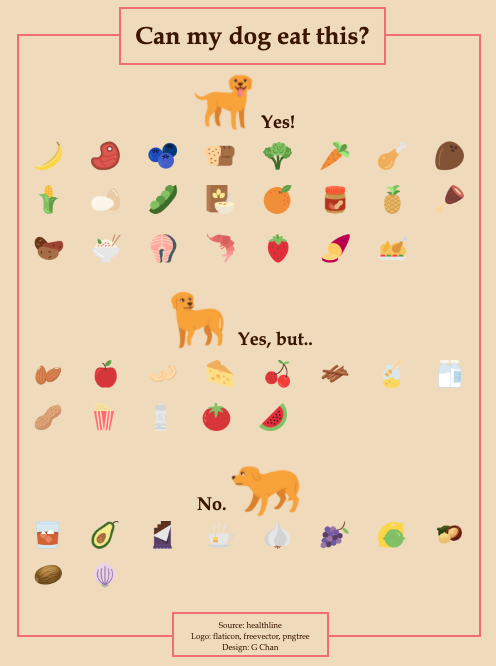 Can my dog eat this?
Yes!
Yes, but..
No.
Source: healthline
Logo: flaticon, freevector, pngtree
Design: G Chan